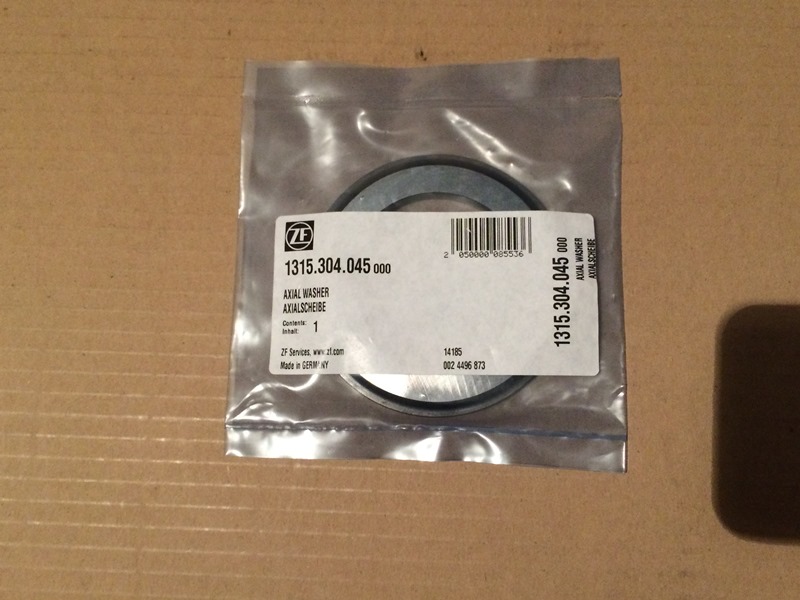 ZF
1315.304.045 000
AXIAL WASHER
AXIALSCHEIBE
Contents:
Inhalt: 1
ZF Services, www.zf.com
Made in GERMANY
2 050000 085536
14185
002 4496 873
1315.304.045 000
AXIAL WASHER
AXIALSCHEIBE